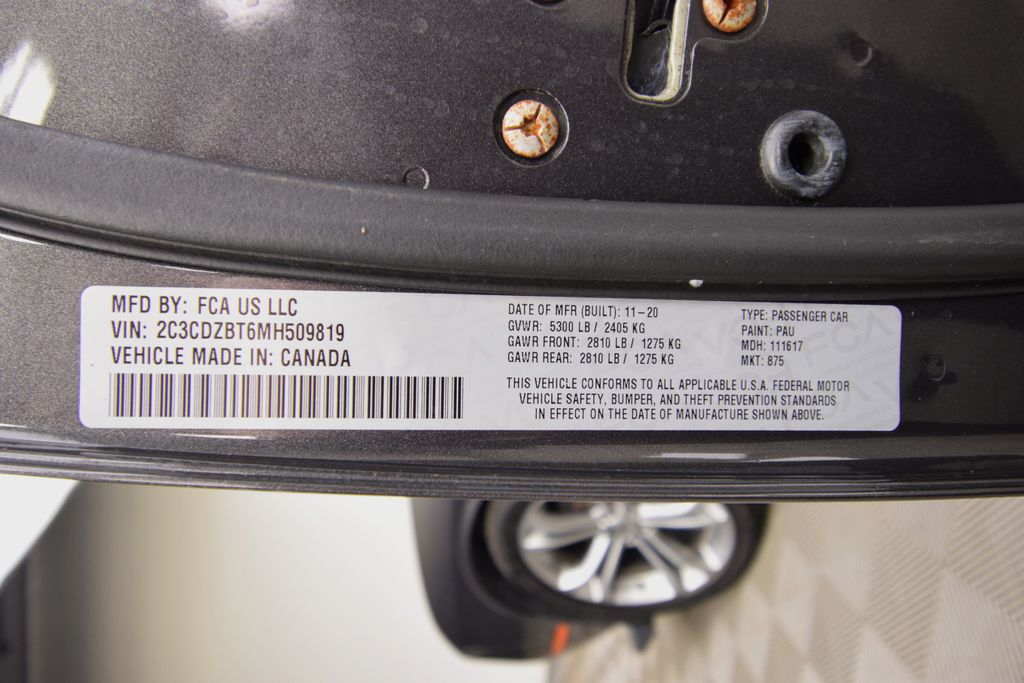 MFD BY: FCA US LLC
VIN: 2C3CDZBT6MH509819
VEHICLE MADE IN: CANADA
DATE OF MFR (BUILT): 11-20
GVWR: 5300 LB / 2405 KG
GAWR FRONT: 2810 LB / 1275 KG
GAWR REAR: 2810 LB / 1275 KG
TYPE: PASSENGER CAR
PAINT: PAU
MDH: 111617
MKT: 875
THIS VEHICLE CONFORMS TO ALL APPLICABLE U.S.A. FEDERAL MOTOR
VEHICLE SAFETY, BUMPER, AND THEFT PREVENTION STANDARDS
IN EFFECT ON THE DATE OF MANUFACTURE SHOWN ABOVE.